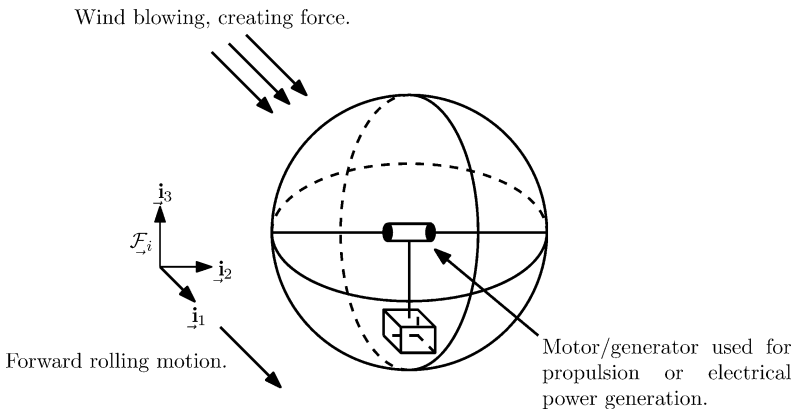 Wind blowing, creating force.
i₃
ℱᵢ
i₂
i₁
Forward rolling motion.
Motor/generator used for
propulsion or electrical
power generation.